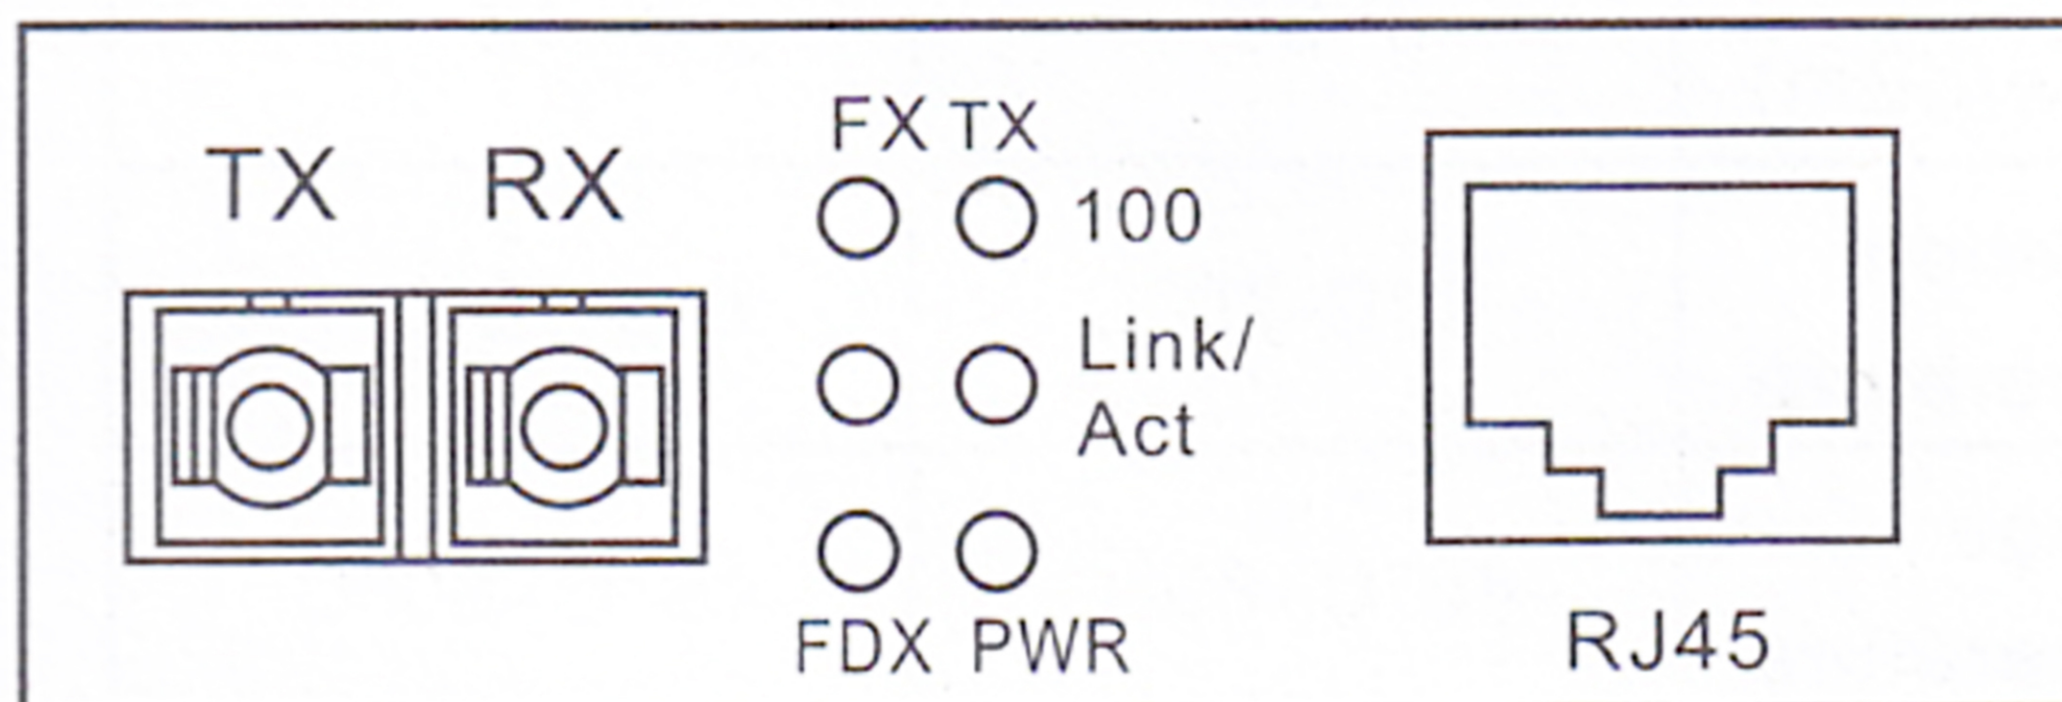 TX RX
FX TX
100
Link/
Act
FDX PWR
RJ45